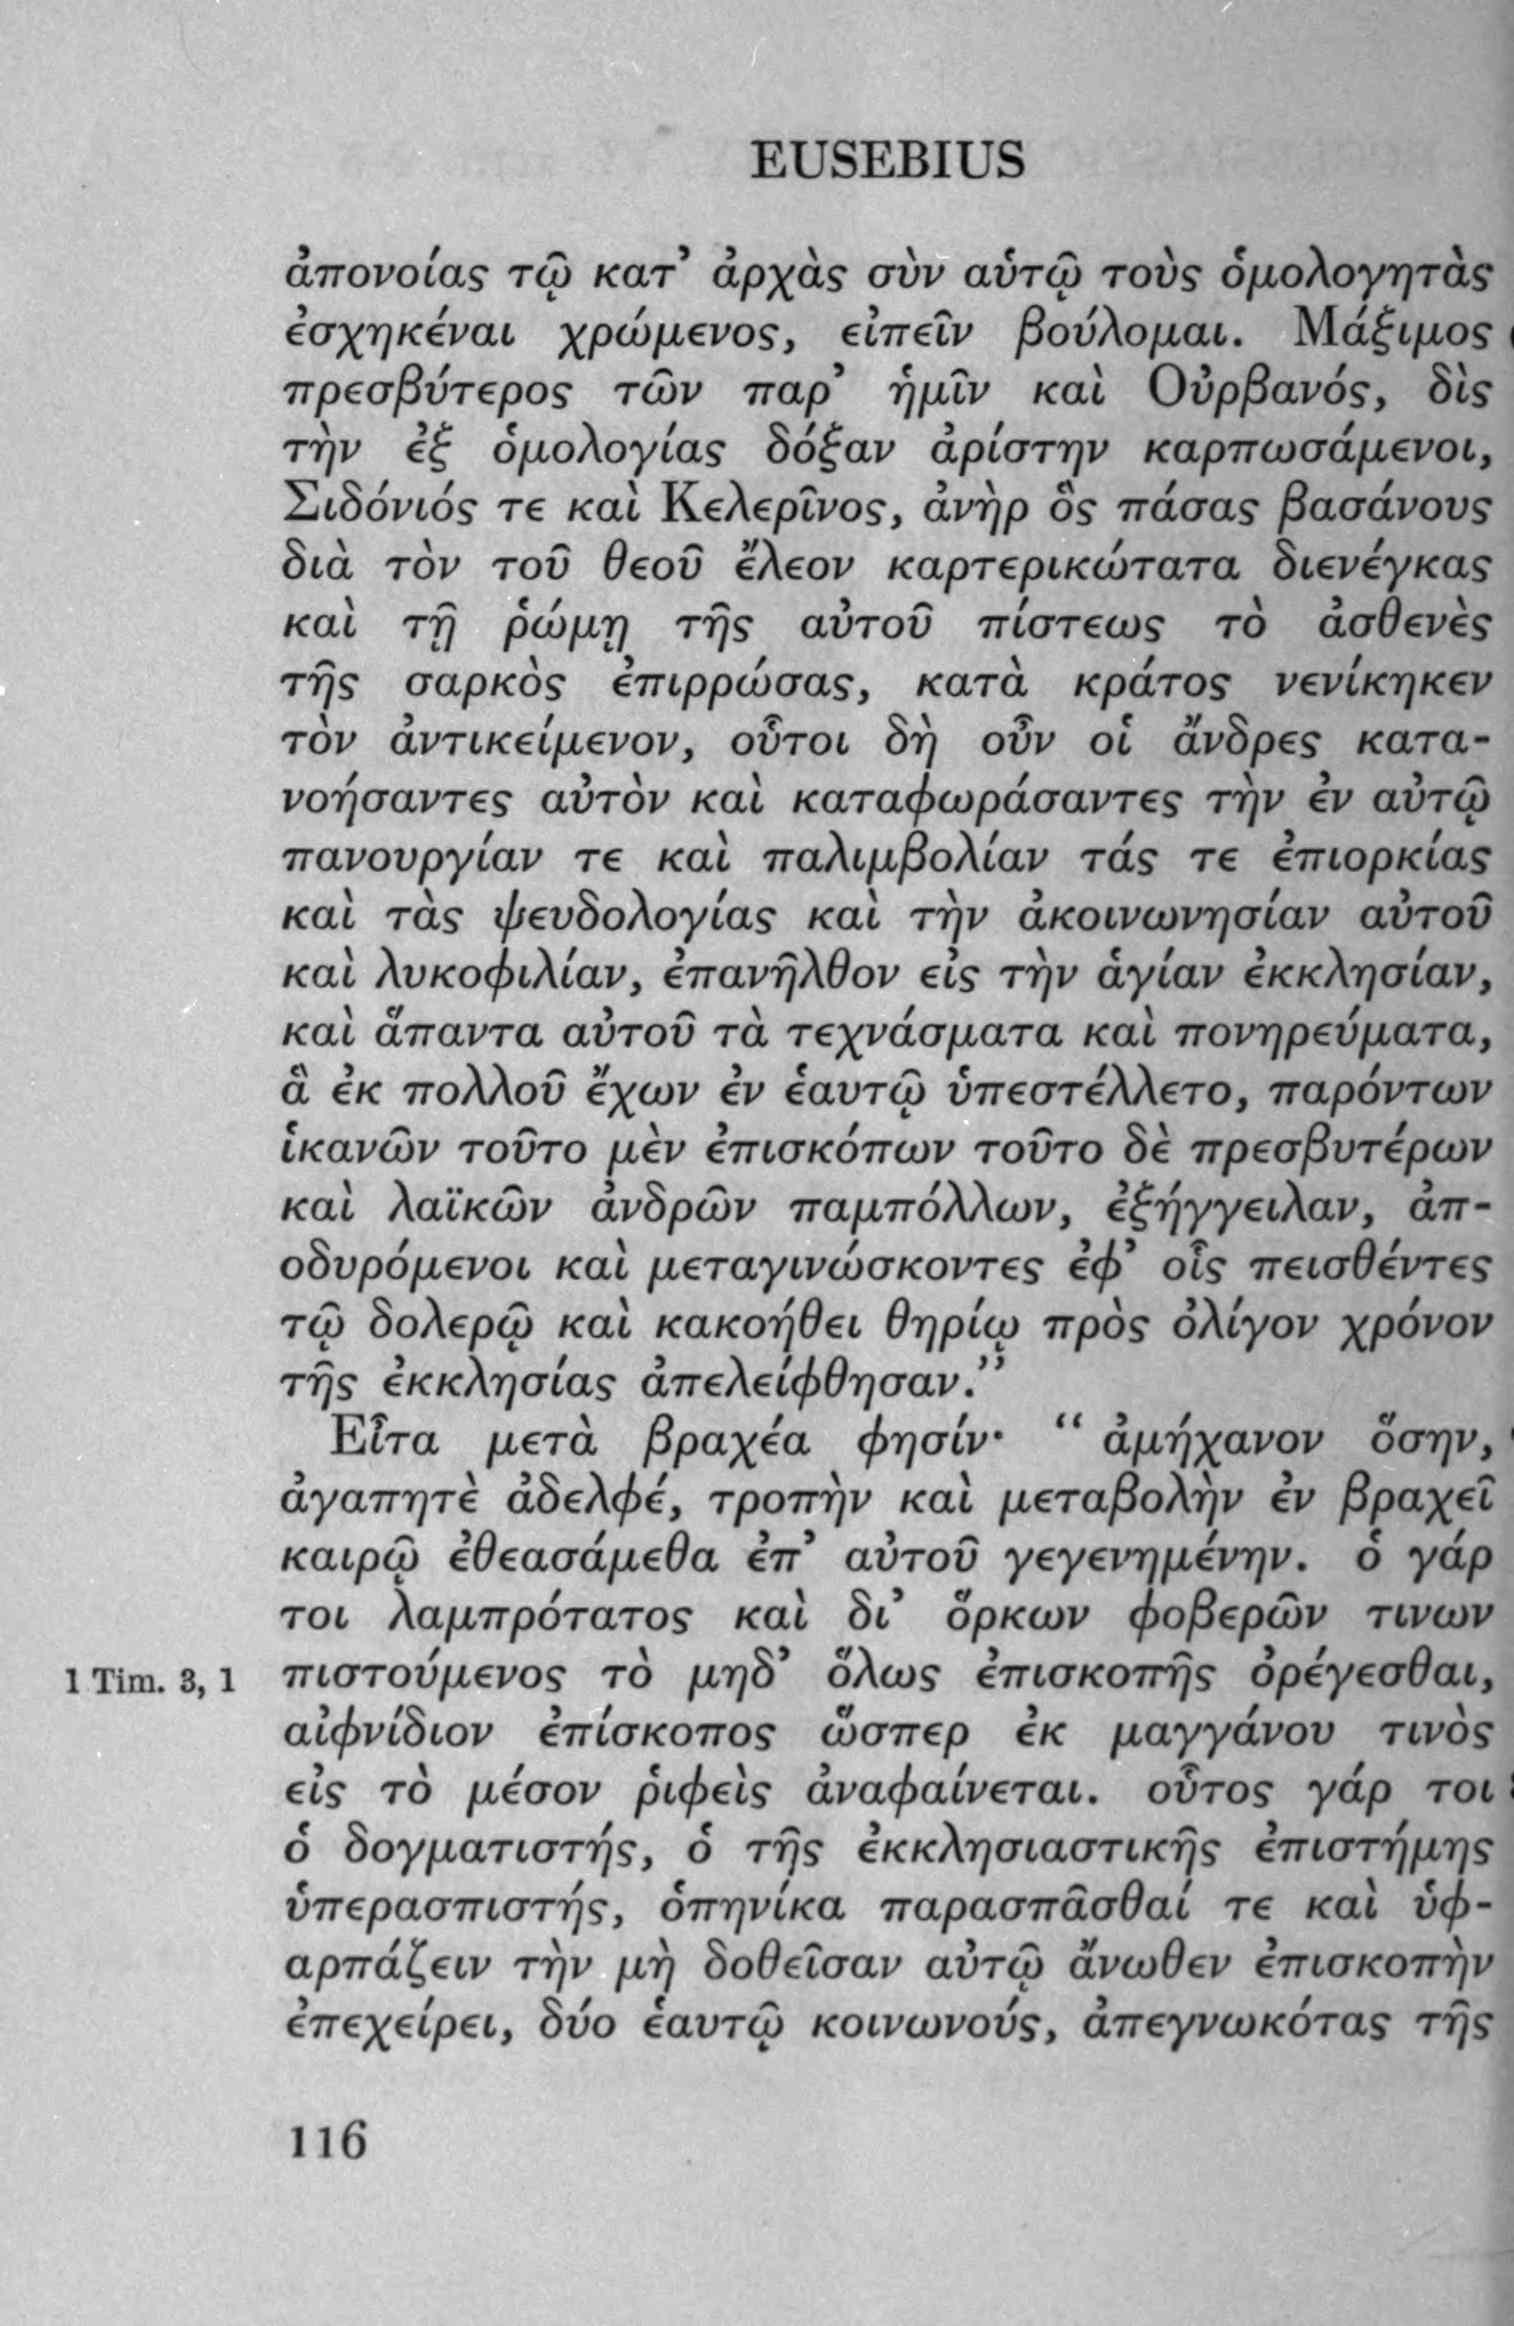 EUSEBIUS
ἀπονοίας τῷ κατ’ ἀρχὰς σὺν αὑτῷ τοὺς ὁμολογητὰς
ἐσχηκέναι χρώμενος, εἰπεῖν βούλομαι. Μάξιμος
πρεσβύτερος τῶν παρ’ ἡμῖν καὶ Οὐρβανός, δὶς
τὴν ἐξ ὁμολογίας δόξαν ἀρίστην καρπωσάμενοι,
Σιδόνιός τε καὶ Κελερῖνος, ἀνὴρ ὃς πάσας βασάνους
διὰ τὸν τοῦ θεοῦ ἔλεον καρτερικώτατα διενέγκας
καὶ τῇ ῥώμῃ τῆς αὐτοῦ πίστεως τὸ ἀσθενὲς
τῆς σαρκὸς ἐπιρρώσας, κατὰ κράτος νενίκηκεν
τὸν ἀντικείμενον, οὗτοι δὴ οὖν οἱ ἄνδρες κατα-
νοήσαντες αὐτὸν καὶ καταφωράσαντες τὴν ἐν αὐτῷ
πανουργίαν τε καὶ παλιμβολίαν τάς τε ἐπιορκίας
καὶ τὰς ψευδολογίας καὶ τὴν ἀκοινωνησίαν αὐτοῦ
καὶ λυκοφιλίαν, ἐπανῆλθον εἰς τὴν ἁγίαν ἐκκλησίαν,
καὶ ἅπαντα αὐτοῦ τὰ τεχνάσματα καὶ πονηρεύματα,
ἃ ἐκ πολλοῦ ἔχων ἐν ἑαυτῷ ὑπεστέλλετο, παρόντων
ἱκανῶν τοῦτο μὲν ἐπισκόπων τοῦτο δὲ πρεσβυτέρων
καὶ λαϊκῶν ἀνδρῶν παμπόλλων, ἐξήγγειλαν, ἀπ-
οδυρόμενοι καὶ μεταγινώσκοντες ἐφ’ οἷς πεισθέντες
τῷ δολερῷ καὶ κακοήθει θηρίῳ πρὸς ὀλίγον χρόνον
τῆς ἐκκλησίας ἀπελείφθησαν.”
Εἶτα μετὰ βραχέα φησίν· “ ἀμήχανον ὅσην,
ἀγαπητὲ ἀδελφέ, τροπὴν καὶ μεταβολὴν ἐν βραχεῖ
καιρῷ ἐθεασάμεθα ἐπ’ αὐτοῦ γεγενημένην. ὁ γάρ
τοι λαμπρότατος καὶ δι’ ὅρκων φοβερῶν τινων
1 Tim. 3, 1 πιστούμενος τὸ μηδ’ ὅλως ἐπισκοπῆς ὀρέγεσθαι,
αἰφνίδιον ἐπίσκοπος ὥσπερ ἐκ μαγγάνου τινὸς
εἰς τὸ μέσον ῥιφεὶς ἀναφαίνεται. οὗτος γάρ τοι
ὁ δογματιστής, ὁ τῆς ἐκκλησιαστικῆς ἐπιστήμης
ὑπερασπιστής, ὁπηνίκα παρασπᾶσθαί τε καὶ ὑφ-
αρπάζειν τὴν μὴ δοθεῖσαν αὐτῷ ἄνωθεν ἐπισκοπὴν
ἐπεχείρει, δύο ἑαυτῷ κοινωνούς, ἀπεγνωκότας τῆς
116